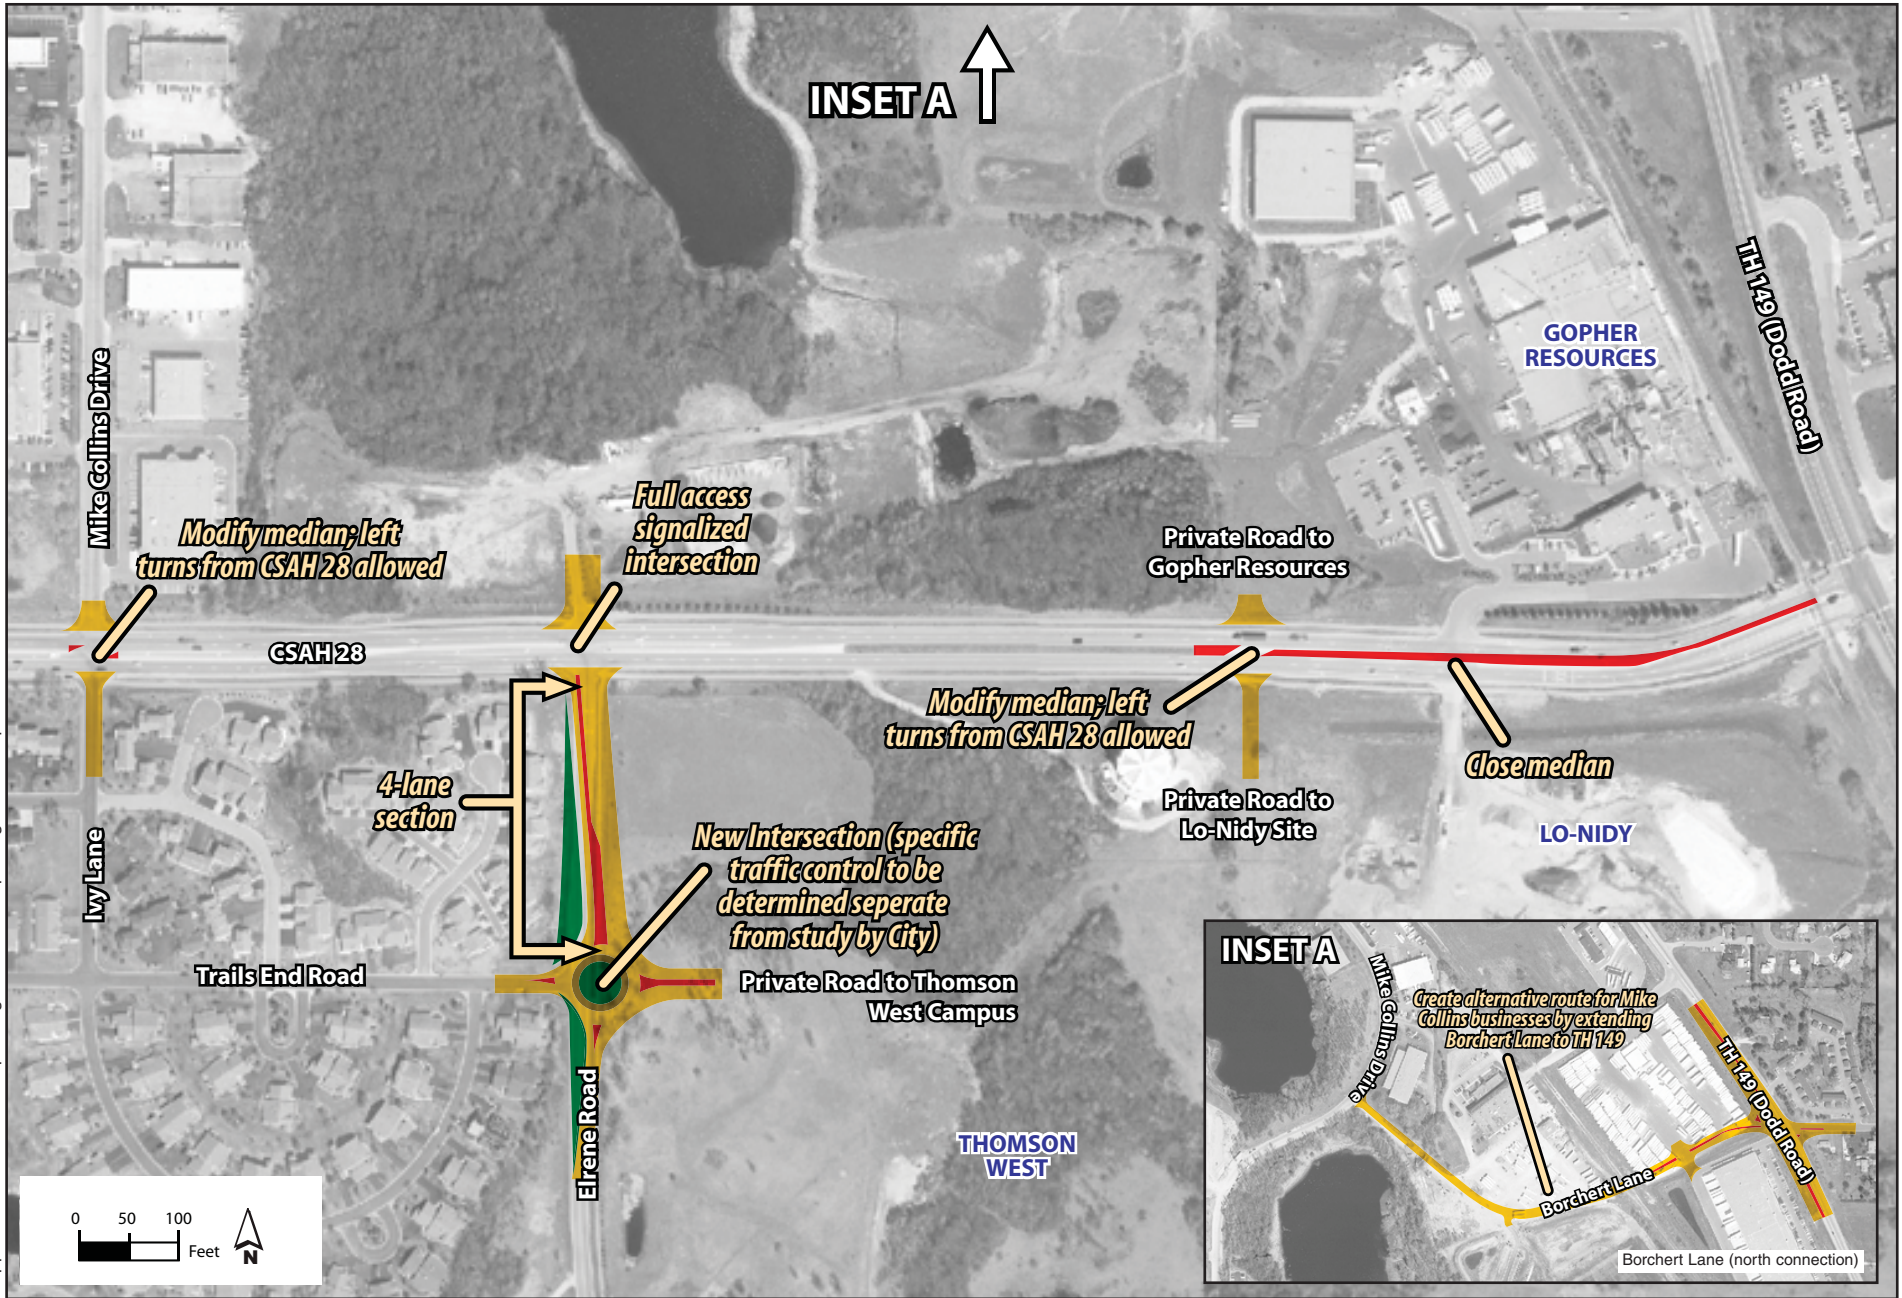 INSET A
TH 149 (Dodd Road)
GOPHER
RESOURCES
Mike Collins Drive
Modify median; left
turns from CSAH 28 allowed
Full access
signalized
intersection
Private Road to
Gopher Resources
CSAH 28
Modify median; left
turns from CSAH 28 allowed
Close median
4-lane
section
Private Road to
Lo-Nidy Site
LO-NIDY
Ivy Lane
New Intersection (specific
traffic control to be
determined seperate
from study by City)
Trails End Road
Private Road to Thomson
West Campus
Elrene Road
THOMSON
WEST
0 50 100
Feet
N
INSET A
Mike Collins Drive
Create alternative route for Mike
Collins businesses by extending
Borchert Lane to TH 149
TH 149 (Dodd Road)
Borchert Lane
Borchert Lane (north connection)